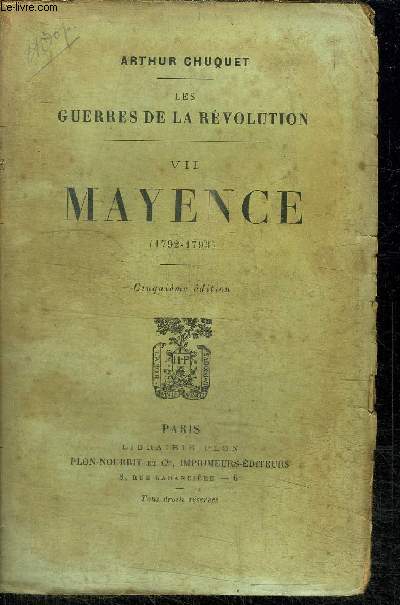 Le-livre.com
ARTHUR CHUQUET
LES
GUERRES DE LA RÉVOLUTION
VII
MAYENCE
(1792-1793)
Cinquième édition
PARIS
LIBRAIRIE PLON
PLON-NOURRIT ET Cie, IMPRIMEURS-ÉDITEURS
8, RUE GARANCIÈRE — 6
Tous droits réservés